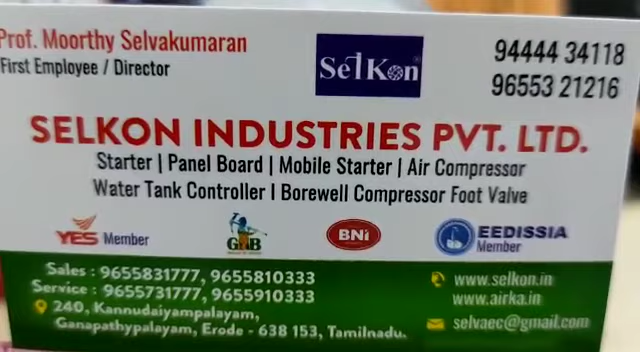 Prof. Moorthy Selvakumaran
First Employee / Director
SelKon
94444 34118
96553 21216
SELKON INDUSTRIES PVT. LTD.
Starter | Panel Board | Mobile Starter | Air Compressor
Water Tank Controller | Borewell Compressor Foot Valve
YES Member
GIB
BNI
EEDISSIA
Member
Sales : 9655831777, 9655810333
Service : 9655731777, 9655910333
240, Kannudaiyampalayam,
Ganapathypalayam, Erode - 638 153, Tamilnadu.
www.selkon.in
www.airka.in
selvaec@gmail.com